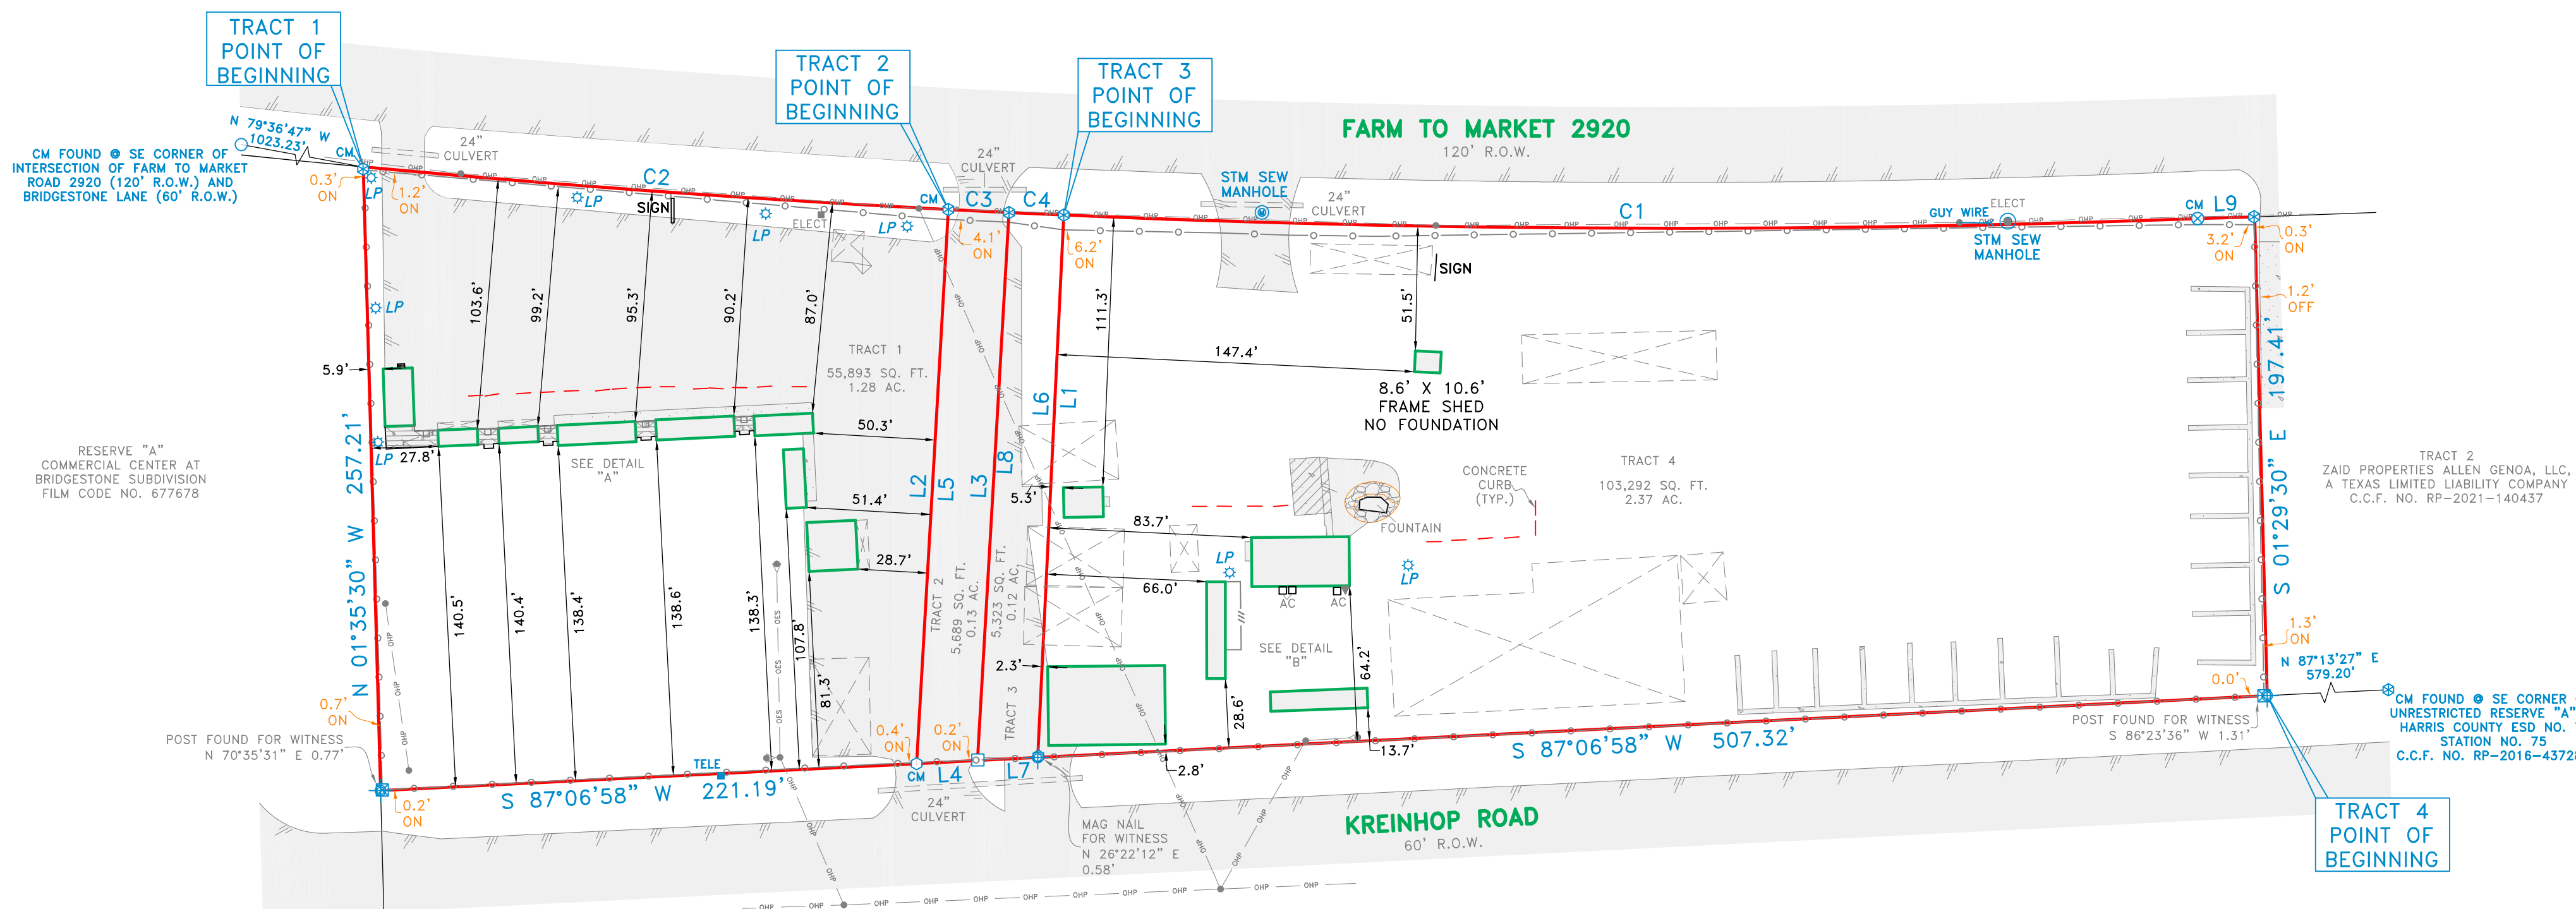 TRACT 1
POINT OF
BEGINNING
TRACT 2
POINT OF
BEGINNING
TRACT 3
POINT OF
BEGINNING
FARM TO MARKET 2920
120' R.O.W.
N 79°36'47" W
1023.23'
CM FOUND @ SE CORNER OF
INTERSECTION OF FARM TO MARKET
ROAD 2920 (120' R.O.W.) AND
BRIDGESTONE LANE (60' R.O.W.)
CM
24"
CULVERT
24"
CULVERT
STM SEW
MANHOLE
24"
CULVERT
0.3'
ON
LP
1.2'
ON
C2
SIGN
LP
LP
ELECT
LP
CM
C3
C4
4.1'
ON
6.2'
ON
C1
GUY WIRE
ELECT
STM SEW
MANHOLE
CM
L9
3.2'
ON
0.3'
ON
SIGN
1.2'
OFF
LP
103.6'
99.2'
95.3'
90.2'
87.0'
111.3'
51.5'
147.4'
TRACT 1
55,893 SQ. FT.
1.28 AC.
5.9'
8.6' X 10.6'
FRAME SHED
NO FOUNDATION
L6
L1
RESERVE "A"
COMMERCIAL CENTER AT
BRIDGESTONE SUBDIVISION
FILM CODE NO. 677678
N 01°35'30" W 257.21'
LP
27.8'
SEE DETAIL
"A"
50.3'
51.4'
28.7'
L2
L5
L3
L8
5.3'
83.7'
66.0'
LP
CONCRETE
CURB
(TYP.)
FOUNTAIN
TRACT 4
103,292 SQ. FT.
2.37 AC.
LP
AC
AC
S 01°29'30" E 197.41'
TRACT 2
ZAID PROPERTIES ALLEN GENOA, LLC,
A TEXAS LIMITED LIABILITY COMPANY
C.C.F. NO. RP-2021-140437
140.5'
140.4'
138.4'
138.6'
138.3'
107.8'
81.3'
TRACT 2
5,689 SQ. FT.
0.13 AC.
TRACT 3
5,323 SQ. FT.
0.12 AC.
2.3'
SEE DETAIL
"B"
28.6'
64.2'
13.7'
2.8'
1.3'
ON
N 87°13'27" E
579.20'
0.0'
POST FOUND FOR WITNESS
S 86°23'36" W 1.31'
CM FOUND @ SE CORNER
UNRESTRICTED RESERVE "A"
HARRIS COUNTY ESD NO.
STATION NO. 75
C.C.F. NO. RP-2016-43728
0.7'
ON
POST FOUND FOR WITNESS
N 70°35'31" E 0.77'
0.2'
ON
S 87°06'58" W 221.19'
TELE
0.4'
ON
0.2'
ON
CM
L4
L7
24"
CULVERT
S 87°06'58" W 507.32'
MAG NAIL
FOR WITNESS
N 26°22'12" E
0.58'
KREINHOP ROAD
60' R.O.W.
TRACT 4
POINT OF
BEGINNING
OHP
OES
OES